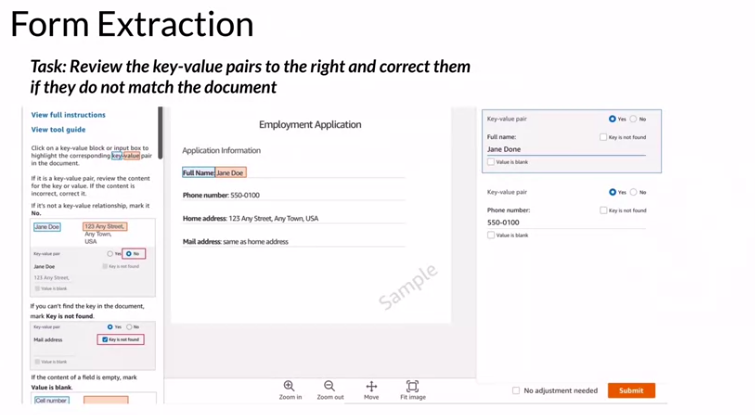 Form Extraction
Task: Review the key-value pairs to the right and correct them
if they do not match the document
View full instructions
View tool guide
Click on a key-value block or input box to
highlight the corresponding key value pair
in the document.
If it is a key-value pair, review the content
for the key or value. If the content is
incorrect, correct it.
If it's not a key-value relationship, mark it
No.
Jane Doe
123 Any Street,
Any Town,
USA
Key-value pair
Yes
No
Jane Doe
Key is not found
123 Any Street,
Value is blank
If you can't find the key in the document,
mark Key is not found.
Key-value pair
Yes
No
Mail address
Key is not found
Value is blank
If the content of a field is empty, mark
Value is blank.
Cell number
Employment Application
Application Information
Full Name: Jane Doe
Phone number: 550-0100
Home address: 123 Any Street, Any Town, USA
Mail address: same as home address
Sample
Zoom in
Zoom out
Move
Fit image
Key-value pair
Yes
No
Full name:
Key is not found
Jane Done
Value is blank
Key-value pair
Yes
No
Phone number:
Key is not found
550-0100
Value is blank
No adjustment needed
Submit